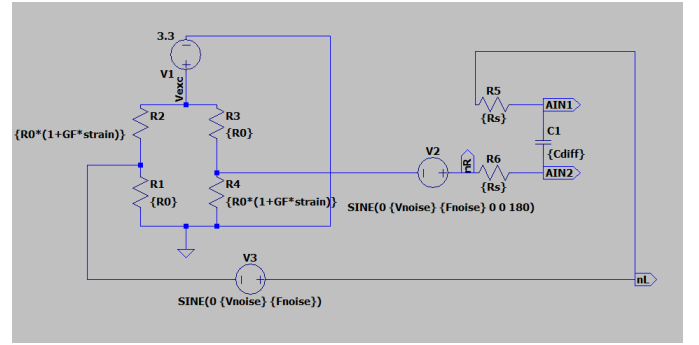 3.3
V1
Vexc
R2
{R0*(1+GF*strain)}
R3
{R0}
R5
{Rs}
AIN1
C1
{Cdiff}
V2
nR
R6
{Rs}
AIN2
R1
{R0}
R4
{R0*(1+GF*strain)}
SINE(0 {Vnoise} {Fnoise} 0 0 180)
V3
SINE(0 {Vnoise} {Fnoise})
nL